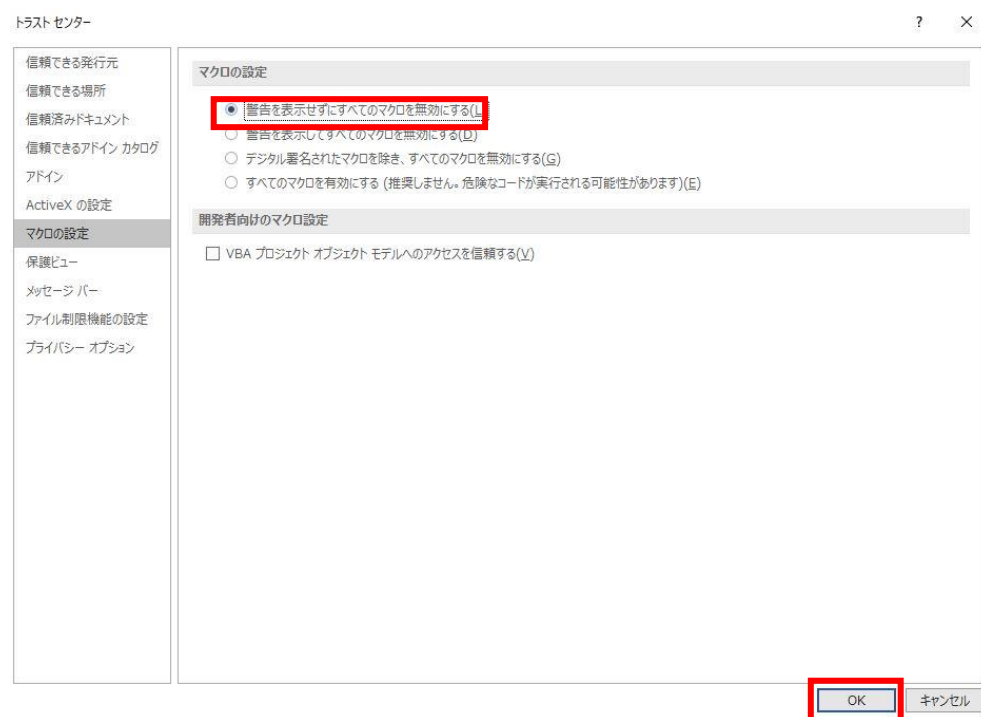 トラスト センター
? ×
信頼できる発行元
信頼できる場所
信頼済みドキュメント
信頼できるアドイン カタログ
アドイン
ActiveX の設定
マクロの設定
保護ビュー
メッセージ バー
ファイル制限機能の設定
プライバシー オプション
マクロの設定
警告を表示せずにすべてのマクロを無効にする(L)
警告を表示してすべてのマクロを無効にする(D)
デジタル署名されたマクロを除き、すべてのマクロを無効にする(G)
すべてのマクロを有効にする (推奨しません。危険なコードが実行される可能性があります)(E)
開発者向けのマクロ設定
VBA プロジェクト オブジェクト モデルへのアクセスを信頼する(V)
OK
キャンセル